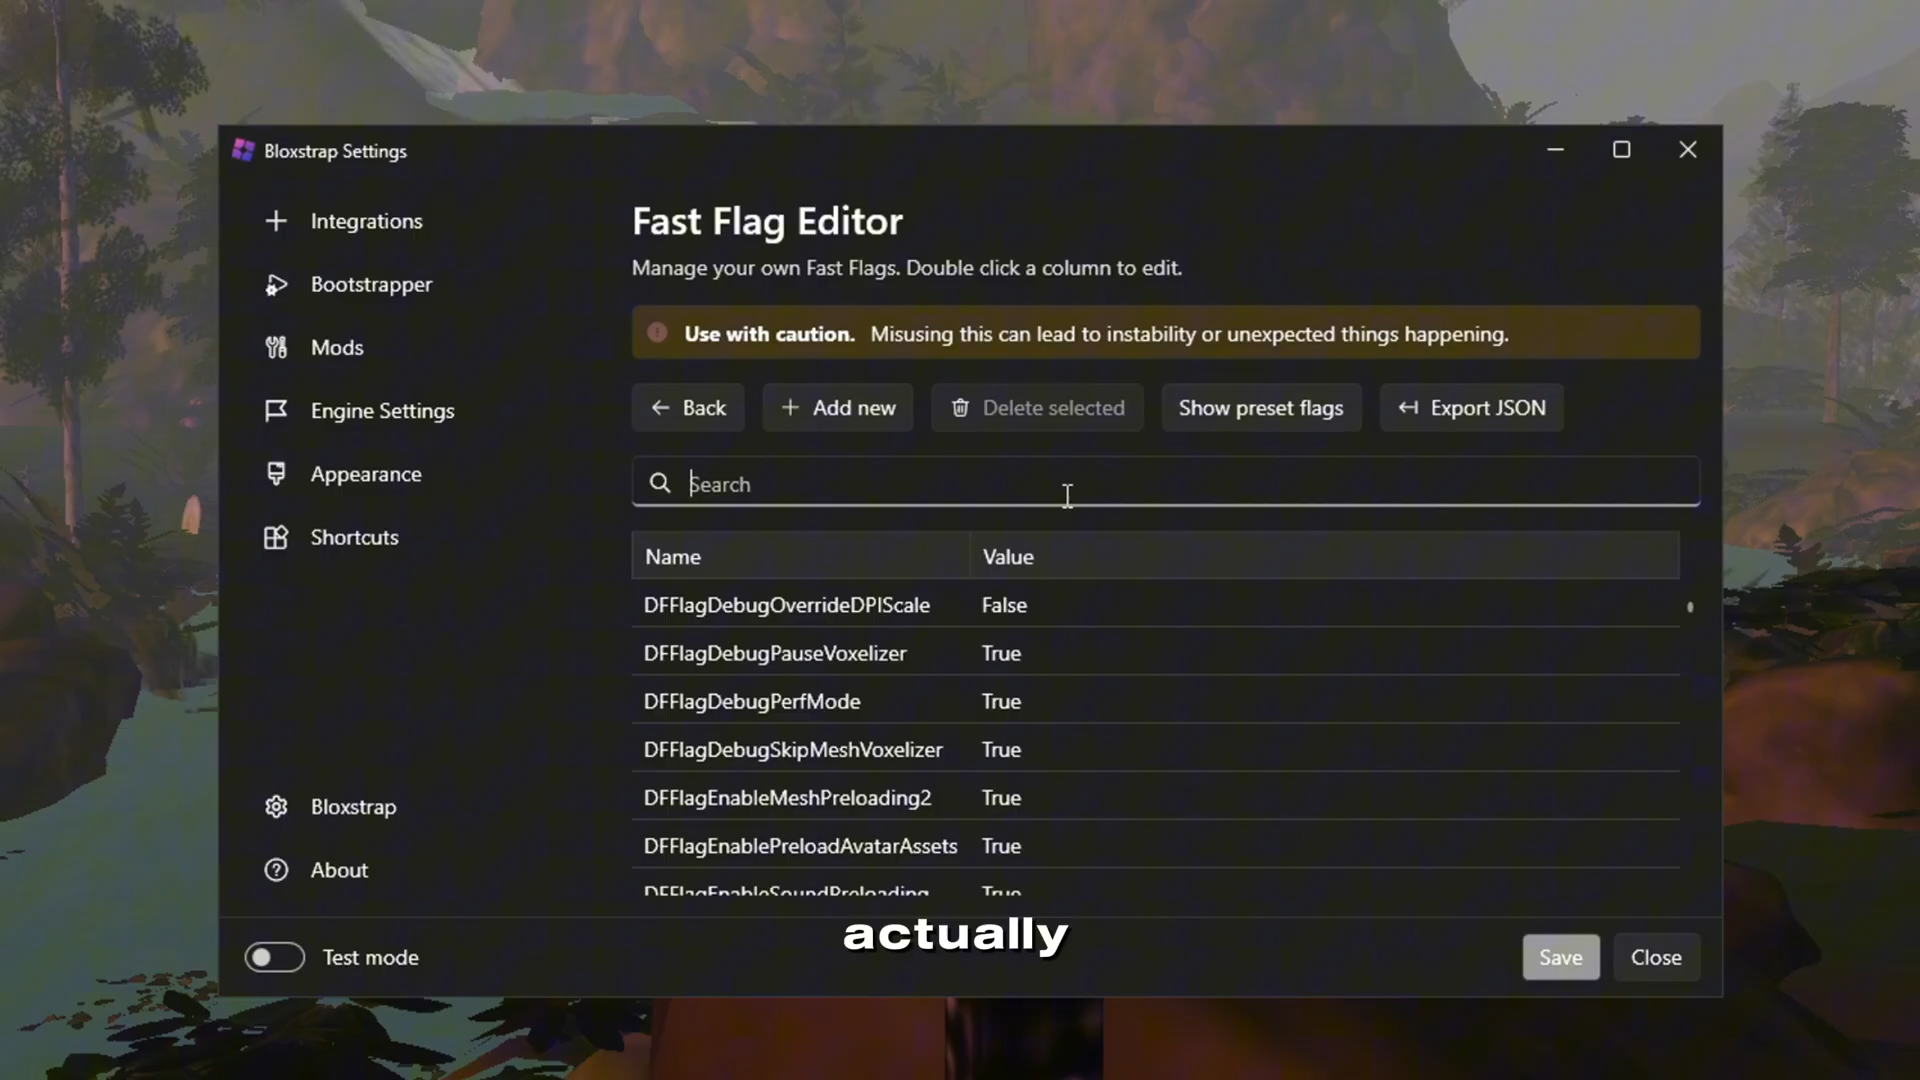 Bloxstrap Settings
Integrations
Bootstrapper
Mods
Engine Settings
Appearance
Shortcuts
Bloxstrap
About
Test mode
Fast Flag Editor
Manage your own Fast Flags. Double click a column to edit.
Use with caution. Misusing this can lead to instability or unexpected things happening.
Back Add new Delete selected Show preset flags Export JSON
Search
Name Value
DFFlagDebugOverrideDPIScale False
DFFlagDebugPauseVoxelizer True
DFFlagDebugPerfMode True
DFFlagDebugSkipMeshVoxelizer True
DFFlagEnableMeshPreloading2 True
DFFlagEnablePreloadAvatarAssets True
DFFlagEnableSoundPreloading True
actually
Save Close